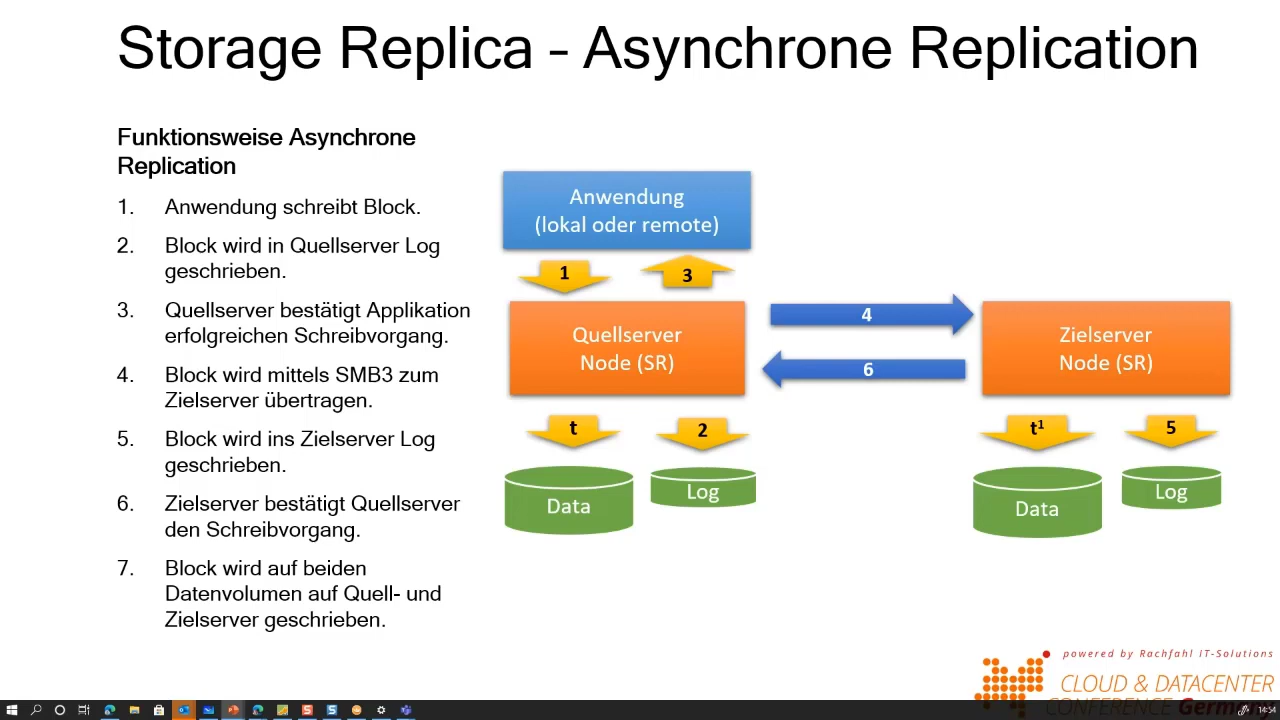 Storage Replica – Asynchrone Replication
Funktionsweise Asynchrone
Replication
1. Anwendung schreibt Block.
2. Block wird in Quellserver Log
geschrieben.
3. Quellserver bestätigt Applikation
erfolgreichen Schreibvorgang.
4. Block wird mittels SMB3 zum
Zielserver übertragen.
5. Block wird ins Zielserver Log
geschrieben.
6. Zielserver bestätigt Quellserver
den Schreibvorgang.
7. Block wird auf beiden
Datenvolumen auf Quell- und
Zielserver geschrieben.
Anwendung
(lokal oder remote)
1
3
Quellserver
Node (SR)
4
6
Zielserver
Node (SR)
t
2
t¹
5
Data
Log
Data
Log
powered by Rachfahl IT-Solutions
CLOUD & DATACENTER
CONFERENCE Germany
14:54